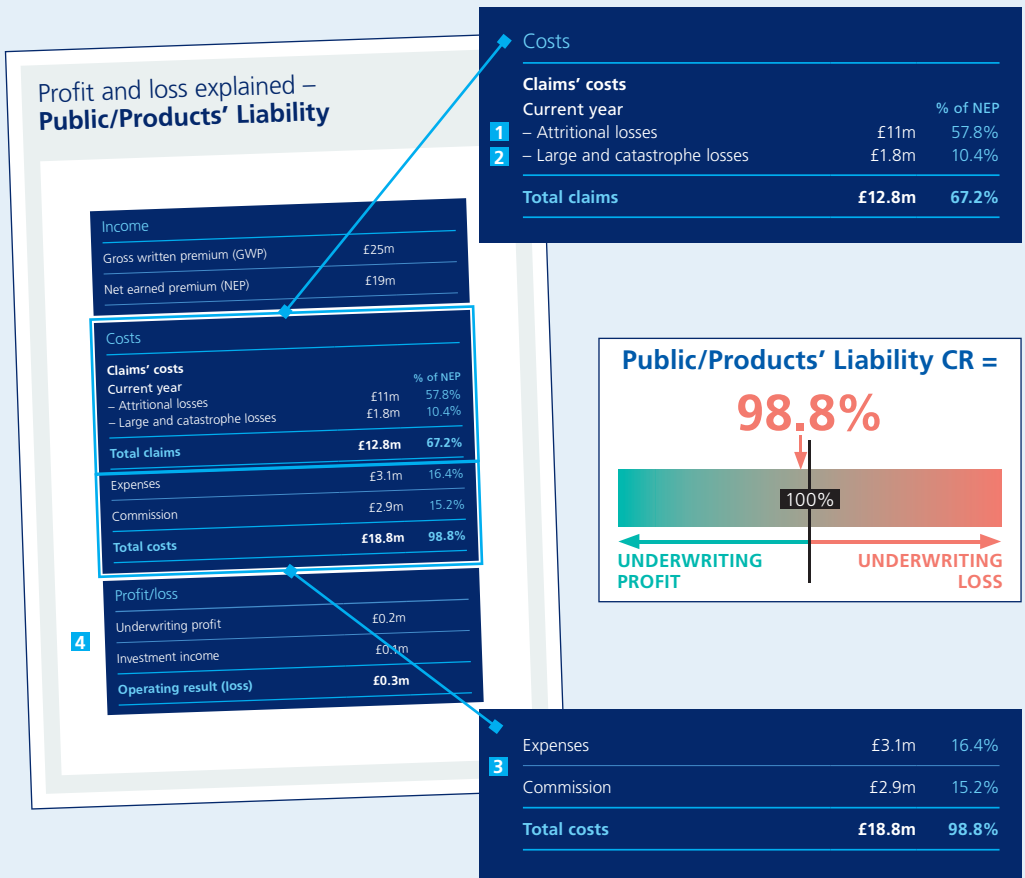 Profit and loss explained –
Public/Products’ Liability
Income
Gross written premium (GWP) £25m
Net earned premium (NEP) £19m
Costs
Claims’ costs
Current year % of NEP
– Attritional losses £11m 57.8%
– Large and catastrophe losses £1.8m 10.4%
Total claims £12.8m 67.2%
Expenses £3.1m 16.4%
Commission £2.9m 15.2%
Total costs £18.8m 98.8%
Profit/loss
Underwriting profit £0.2m
4
Investment income £0.1m
Operating result (loss) £0.3m
Costs
Claims’ costs
Current year % of NEP
1 – Attritional losses £11m 57.8%
2 – Large and catastrophe losses £1.8m 10.4%
Total claims £12.8m 67.2%
Public/Products’ Liability CR =
98.8%
100%
UNDERWRITING PROFIT
UNDERWRITING LOSS
Expenses £3.1m 16.4%
3
Commission £2.9m 15.2%
Total costs £18.8m 98.8%